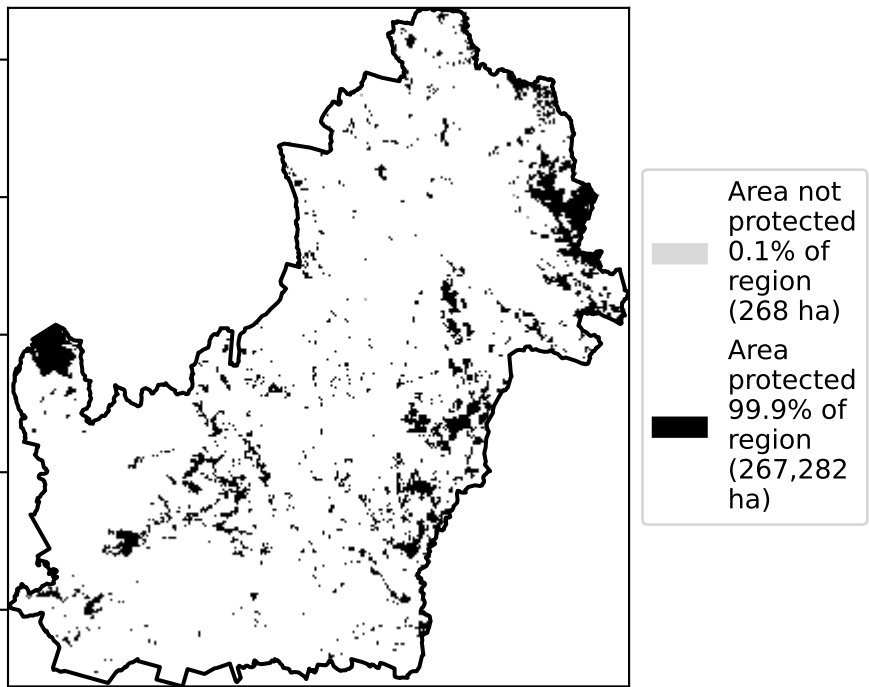 Area not
protected
0.1% of
region
(268 ha)
Area
protected
99.9% of
region
(267,282
ha)